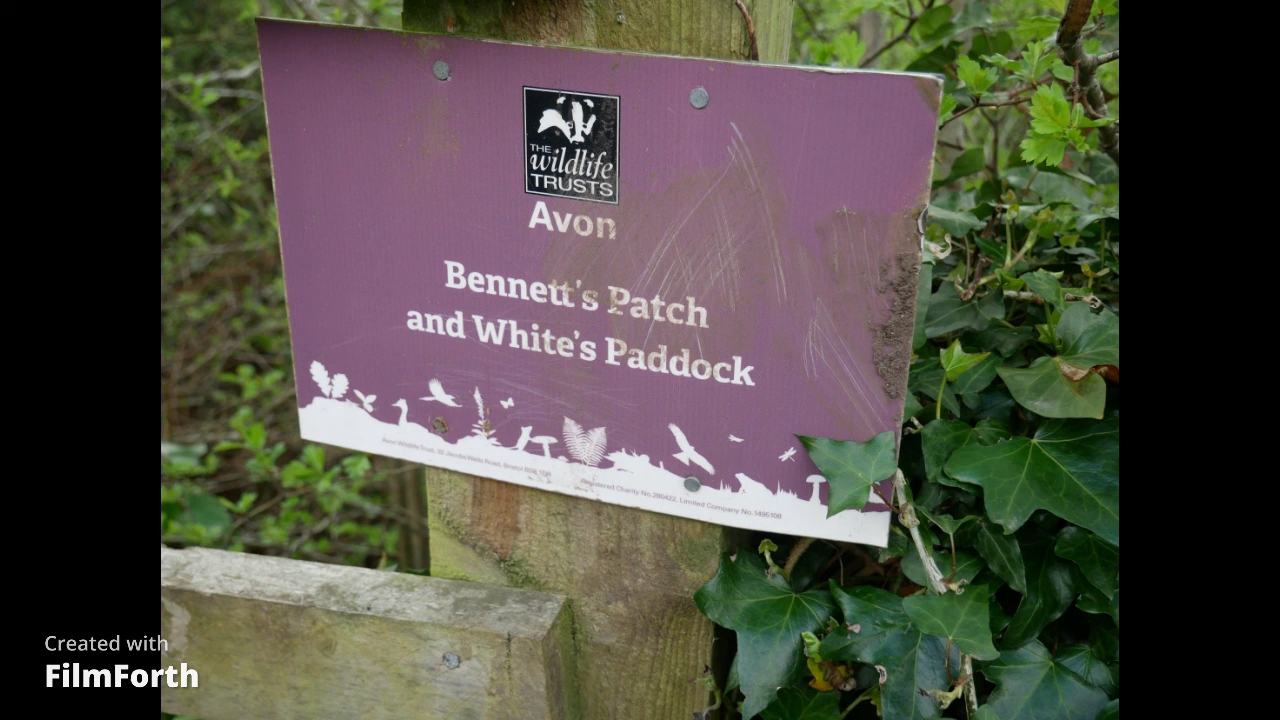 THE
wildlife
TRUSTS
Avon
Bennett's Patch
and White's Paddock
Avon Wildlife Trust, 32 Jacobs Wells Road, Bristol BS8 1DR
Registered Charity No.280422, Limited Company No.1495108
Created with
FilmForth